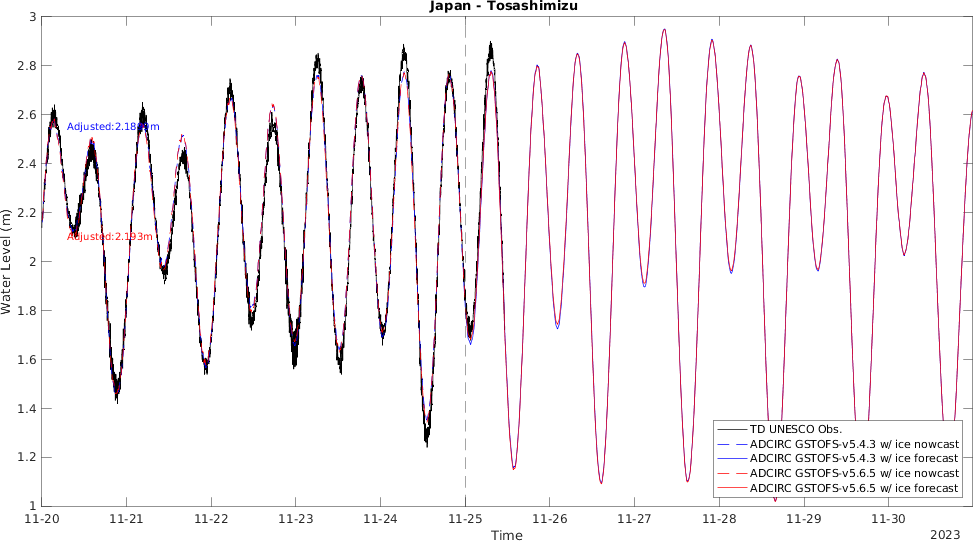 Japan - Tosashimizu
Water Level (m)
3
2.8
2.6
2.4
2.2
2
1.8
1.6
1.4
1.2
1
Adjusted:2.193m
TD UNESCO Obs.
ADCIRC GSTOFS-v5.4.3 w/ ice nowcast
ADCIRC GSTOFS-v5.4.3 w/ ice forecast
ADCIRC GSTOFS-v5.6.5 w/ ice nowcast
ADCIRC GSTOFS-v5.6.5 w/ ice forecast
11-20 11-21 11-22 11-23 11-24 11-25 11-26 11-27 11-28 11-29 11-30
Time
2023